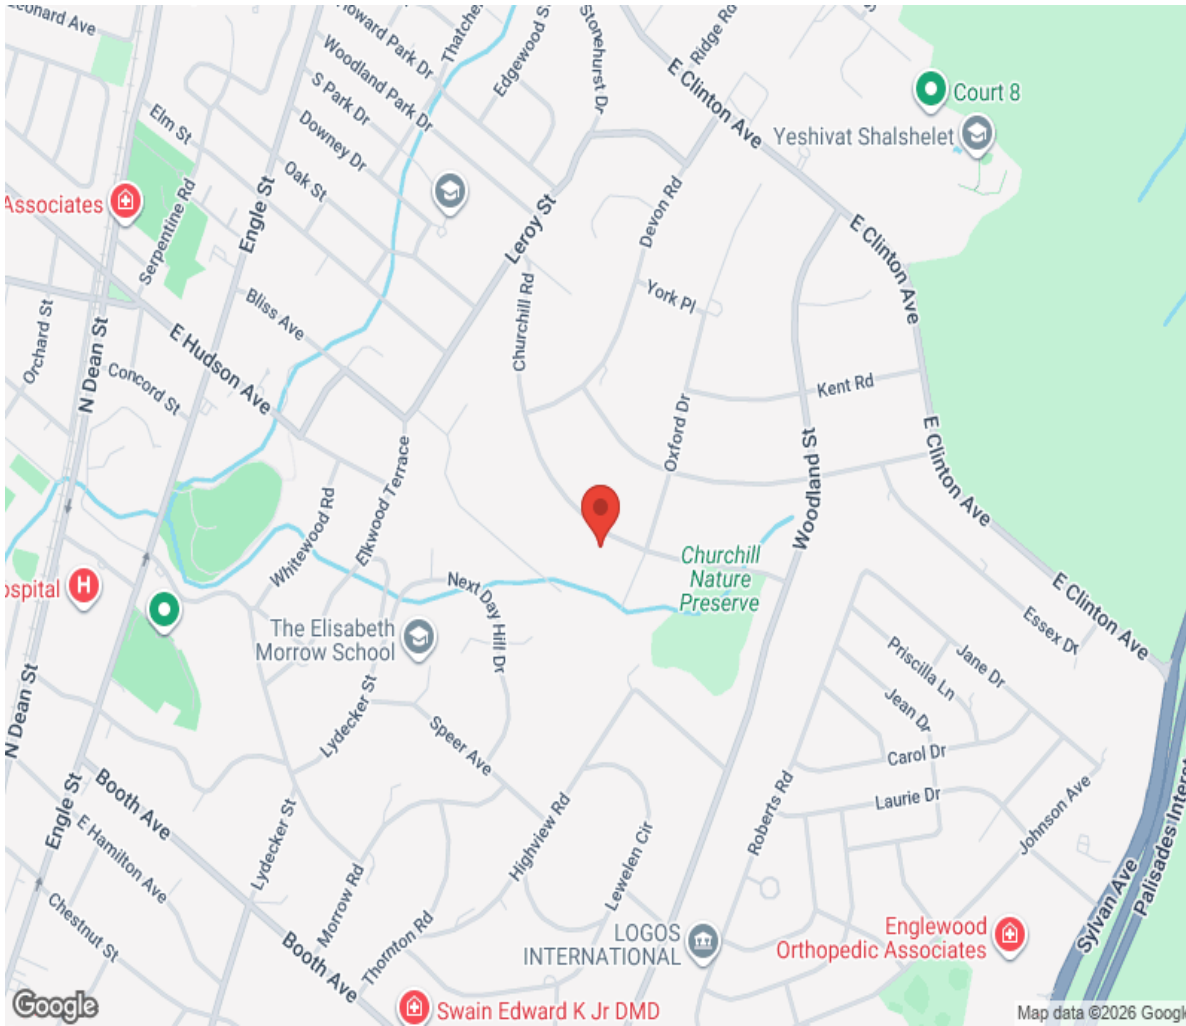 eonard Ave
Howard Park Dr
Thatcher
Edgewood S
Stonehurst Dr
Ridge Rd
E Clinton Ave
Woodland Park Dr
S Park Dr
Court 8
Yeshivat Shalshelet
Elm St
Downey Dr
Oak St
Associates
Serpentine Rd
Engle St
Leroy St
Devon Rd
E Clinton Ave
York Pl
Bliss Ave
Churchill Rd
Orchard St
N Dean St
E Hudson Ave
Concord St
Kent Rd
Oxford Dr
Woodland St
E Clinton Ave
Elkwood Terrace
Whitewood Rd
Churchill
Nature
Preserve
ospital
Next Day Hill Dr
E Clinton Ave
Essex Dr
The Elisabeth
Morrow School
Priscilla Ln
Jane Dr
Jean Dr
N Dean St
Lydecker St
Speer Ave
Carol Dr
Laurie Dr
Booth Ave
Engle St
E Hamilton Ave
Lydecker St
Highview Rd
Roberts Rd
Johnson Ave
Palisades Interst
Lewelen Cir
Morrow Rd
Chestnut St
Thornton Rd
Booth Ave
LOGOS
INTERNATIONAL
Englewood
Orthopedic Associates
Sylvan Ave
Swain Edward K Jr DMD
Google
Map data ©2026 Google